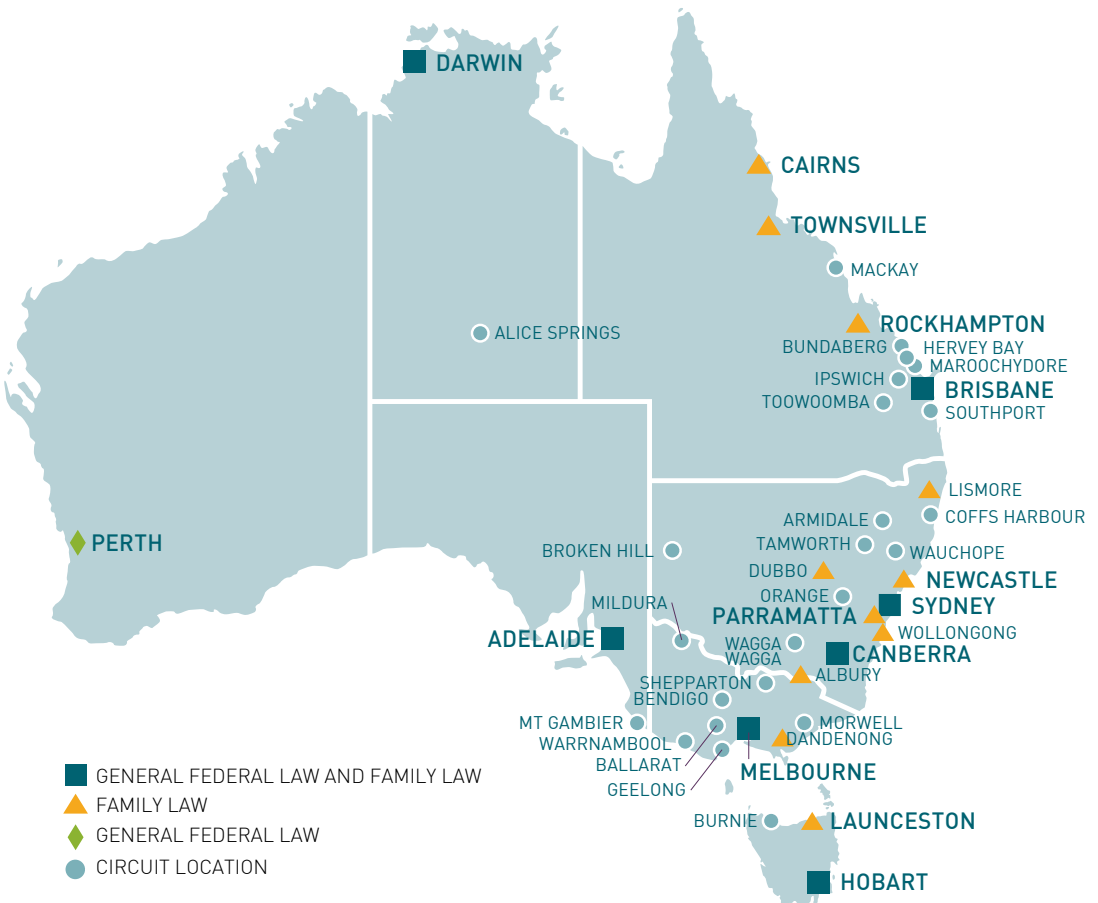 DARWIN
CAIRNS
TOWNSVILLE
MACKAY
ROCKHAMPTON
ALICE SPRINGS
BUNDABERG
HERVEY BAY
MAROOCHYDORE
IPSWICH
BRISBANE
TOOWOOMBA
SOUTHPORT
LISMORE
COFFS HARBOUR
ARMIDALE
PERTH
TAMWORTH
BROKEN HILL
WAUCHOPE
DUBBO
NEWCASTLE
ORANGE
MILDURA
SYDNEY
PARRAMATTA
WOLLONGONG
ADELAIDE
WAGGA
WAGGA
CANBERRA
ALBURY
SHEPPARTON
BENDIGO
MT GAMBIER
MORWELL
WARRNAMBOOL
DANDENONG
BALLARAT
MELBOURNE
GEELONG
GENERAL FEDERAL LAW AND FAMILY LAW
FAMILY LAW
GENERAL FEDERAL LAW
CIRCUIT LOCATION
BURNIE
LAUNCESTON
HOBART